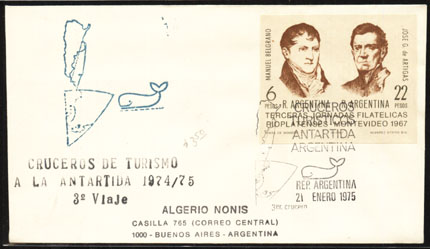 MANUEL BELGRANO
JOSE G. de ARTIGAS
6
PESOS
R. ARGENTINA
R. ARGENTINA
22
PESOS
TERCERAS JORNADAS FILATELICAS
RIOPLATENSES MONTEVIDEO 1967
CRUCEROS
TURISTICOS
ANTARTIDA
ARGENTINA
REP. ARGENTINA
21 ENERO 1975
CRUCEROS DE TURISMO
A LA ANTARTIDA 1974/75
3º Viaje
ALGERIO NONIS
CASILLA 765 (CORREO CENTRAL)
1000 - BUENOS AIRES - ARGENTINA